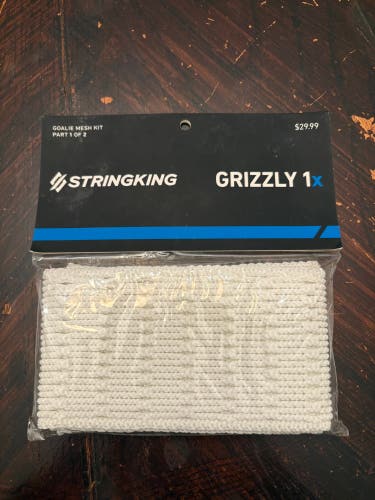 GOALIE MESH KIT
PART 1 OF 2
$29.99
STRINGKING
GRIZZLY 1x